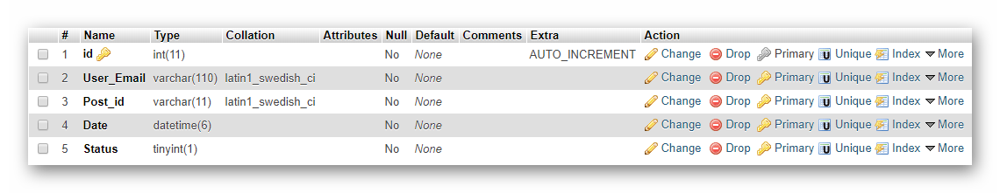 # Name Type Collation Attributes Null Default Comments Extra Action
1 id int(11) No None AUTO_INCREMENT Change Drop Primary Unique Index More
2 User_Email varchar(110) latin1_swedish_ci No None Change Drop Primary Unique Index More
3 Post_id varchar(11) latin1_swedish_ci No None Change Drop Primary Unique Index More
4 Date datetime(6) No None Change Drop Primary Unique Index More
5 Status tinyint(1) No None Change Drop Primary Unique Index More